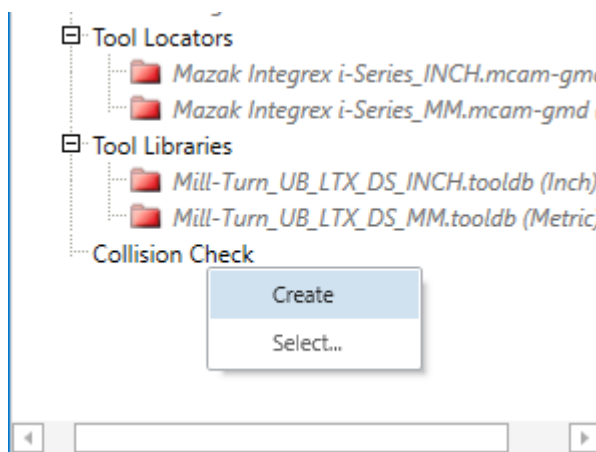 Tool Locators
Mazak Integrex i-Series_INCH.mcam-gmd
Mazak Integrex i-Series_MM.mcam-gmd (
Tool Libraries
Mill-Turn_UB_LTX_DS_INCH.tooldb (Inch)
Mill-Turn_UB_LTX_DS_MM.tooldb (Metric)
Collision Check
Create
Select...